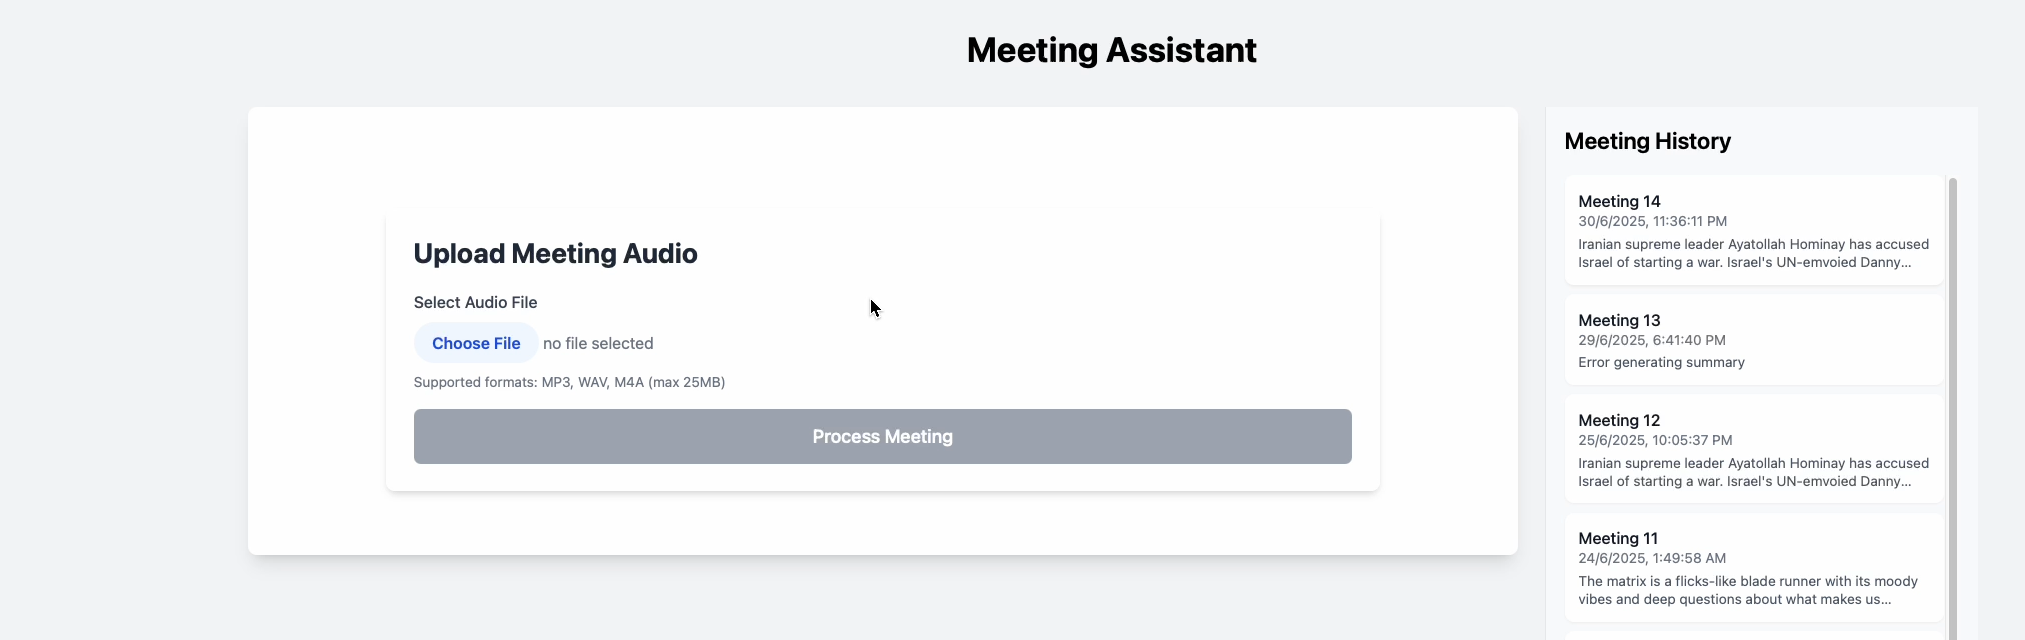 Meeting Assistant
Upload Meeting Audio
Select Audio File
Choose File no file selected
Supported formats: MP3, WAV, M4A (max 25MB)
Process Meeting
Meeting History
Meeting 14
30/6/2025, 11:36:11 PM
Iranian supreme leader Ayatollah Hominay has accused
Israel of starting a war. Israel's UN-emvoied Danny...
Meeting 13
29/6/2025, 6:41:40 PM
Error generating summary
Meeting 12
25/6/2025, 10:05:37 PM
Iranian supreme leader Ayatollah Hominay has accused
Israel of starting a war. Israel's UN-emvoied Danny...
Meeting 11
24/6/2025, 1:49:58 AM
The matrix is a flicks-like blade runner with its moody
vibes and deep questions about what makes us...